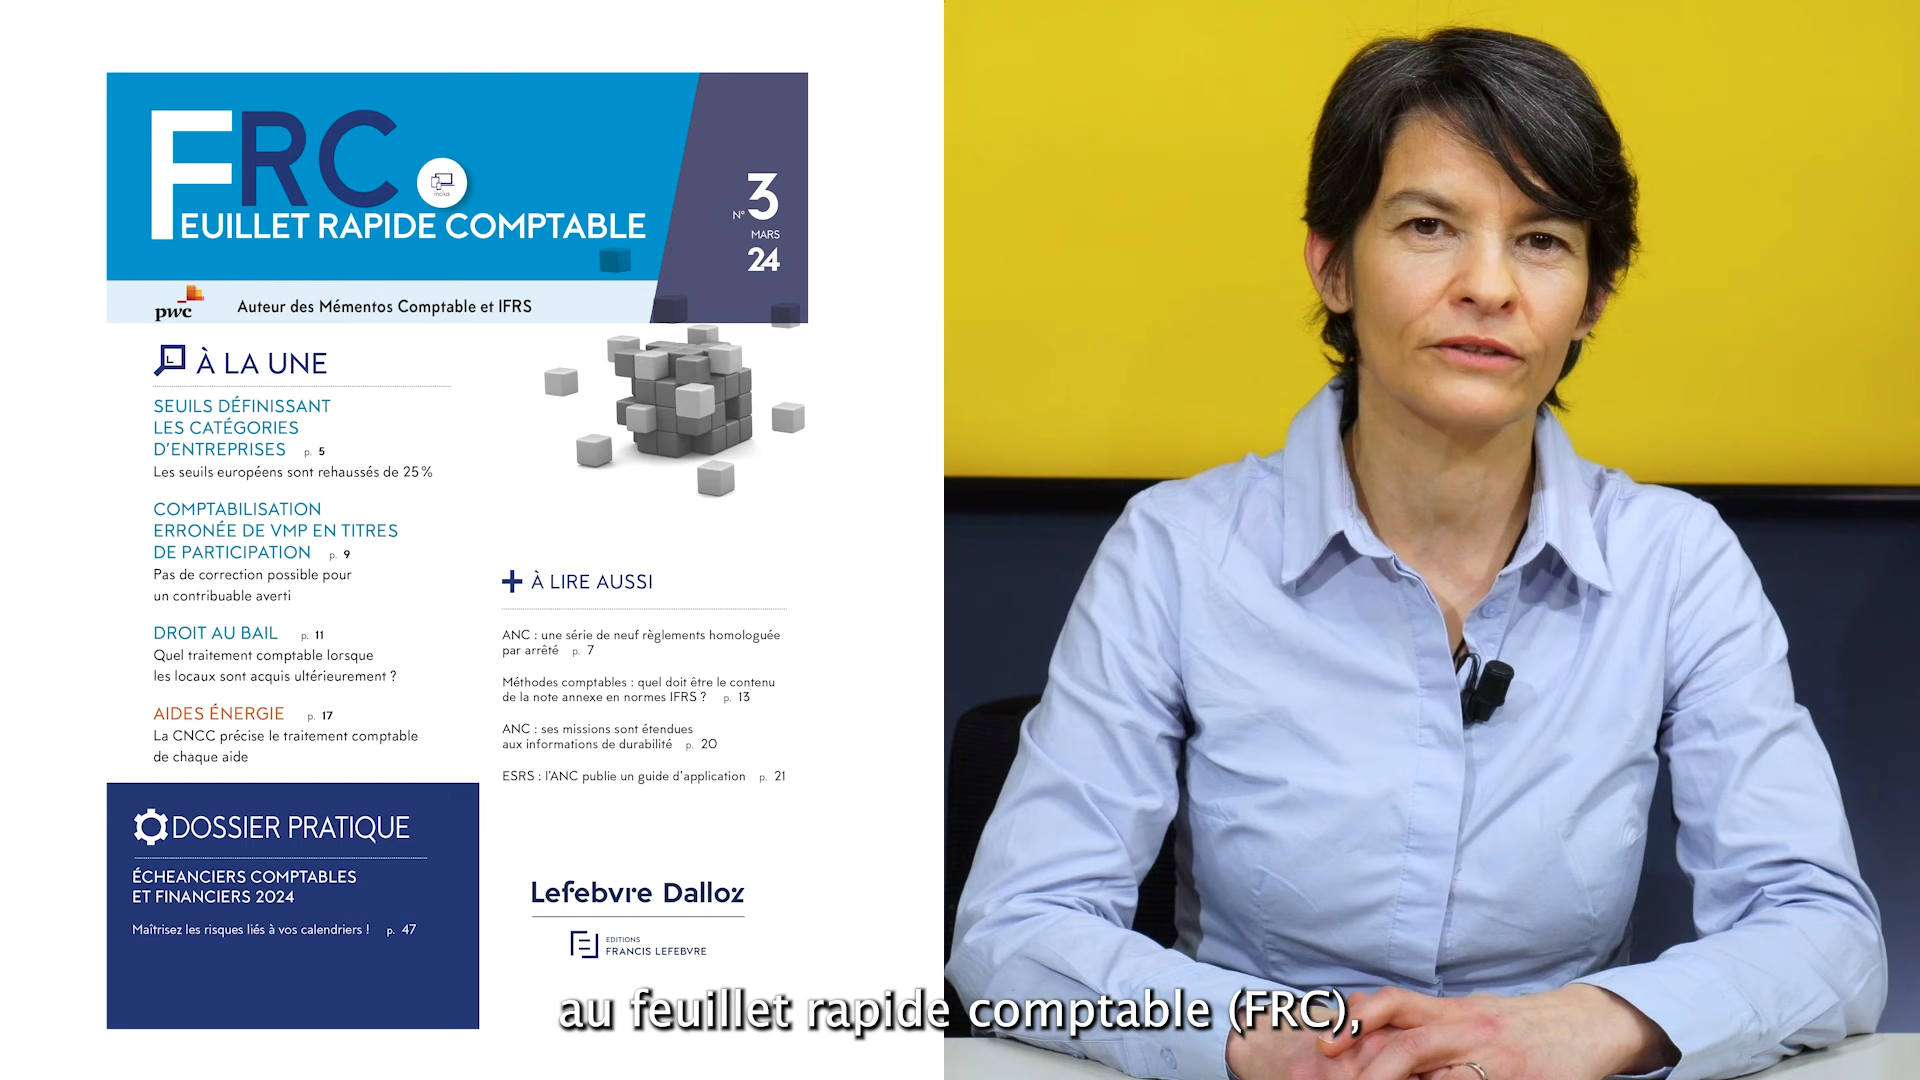 FRC
inclus
FEUILLET RAPIDE COMPTABLE
N° 3
MARS
24
pwc
Auteur des Mémentos Comptable et IFRS
À LA UNE
SEUILS DÉFINISSANT
LES CATÉGORIES
D'ENTREPRISES p. 5
Les seuils européens sont rehaussés de 25 %
COMPTABILISATION
ERRONÉE DE VMP EN TITRES
DE PARTICIPATION p. 9
Pas de correction possible pour
un contribuable averti
DROIT AU BAIL p. 11
Quel traitement comptable lorsque
les locaux sont acquis ultérieurement ?
AIDES ÉNERGIE p. 17
La CNCC précise le traitement comptable
de chaque aide
DOSSIER PRATIQUE
ÉCHEANCIERS COMPTABLES
ET FINANCIERS 2024
Maîtrisez les risques liés à vos calendriers ! p. 47
À LIRE AUSSI
ANC : une série de neuf règlements homologuée
par arrêté p. 7
Méthodes comptables : quel doit être le contenu
de la note annexe en normes IFRS ? p. 13
ANC : ses missions sont étendues
aux informations de durabilité p. 20
ESRS : l'ANC publie un guide d'application p. 21
Lefebvre Dalloz
EDITIONS
FRANCIS LEFEBVRE
au feuillet rapide comptable (FRC),